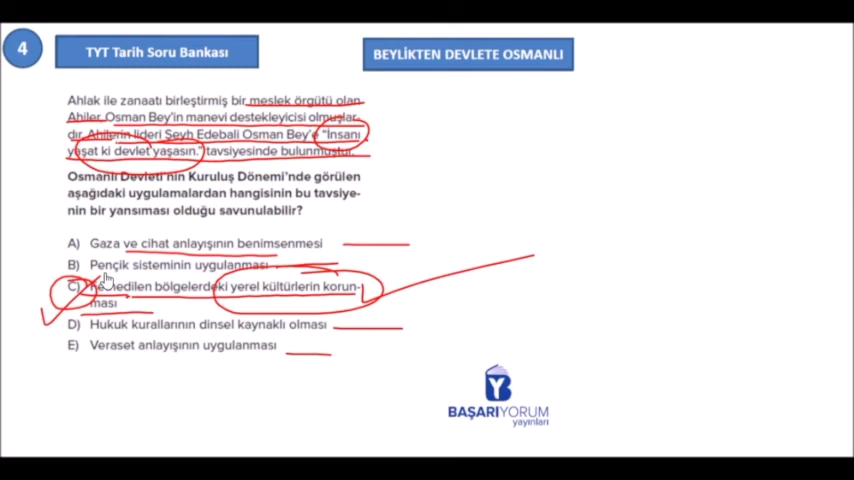 4
TYT Tarih Soru Bankası
BEYLİKTEN DEVLETE OSMANLI
Ahlak ile zanaatı birleştirmiş bir meslek örgütü olan
Ahiler Osman Bey'in manevi destekleyicisi olmuşlar-
dır. Ahilerin lideri Şeyh Edebali Osman Bey'e "İnsanı
yaşat ki devlet yaşasın." tavsiyesinde bulunmuştur.
Osmanlı Devleti'nin Kuruluş Dönemi'nde görülen
aşağıdaki uygulamalardan hangisinin bu tavsiye-
nin bir yansıması olduğu savunulabilir?
A) Gaza ve cihat anlayışının benimsenmesi
B) Pençik sisteminin uygulanması
C) bölgelerdeki yerel kültürlerin korun-
ması
D) Hukuk kurallarının dinsel kaynaklı olması
E) Veraset anlayışının uygulanması
BAŞARIYORUM
yayınları